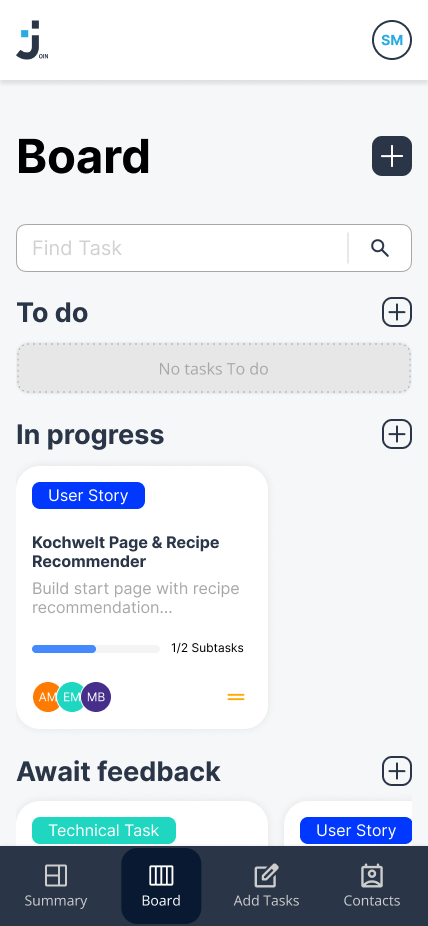 JOIN
SM
Board
Find Task
To do
No tasks To do
In progress
User Story
Kochwelt Page & Recipe
Recommender
Build start page with recipe
recommendation...
1/2 Subtasks
AM EM MB
Await feedback
Technical Task User Story
Summary Board Add Tasks Contacts